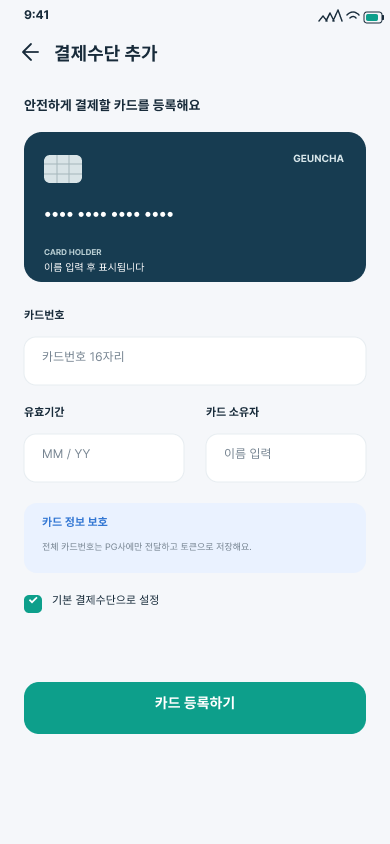 9:41
결제수단 추가
안전하게 결제할 카드를 등록해요
GEUNCHA
•••• •••• •••• ••••
CARD HOLDER
이름 입력 후 표시됩니다
카드번호
카드번호 16자리
유효기간
카드 소유자
MM / YY
이름 입력
카드 정보 보호
전체 카드번호는 PG사에만 전달하고 토큰으로 저장해요.
기본 결제수단으로 설정
카드 등록하기